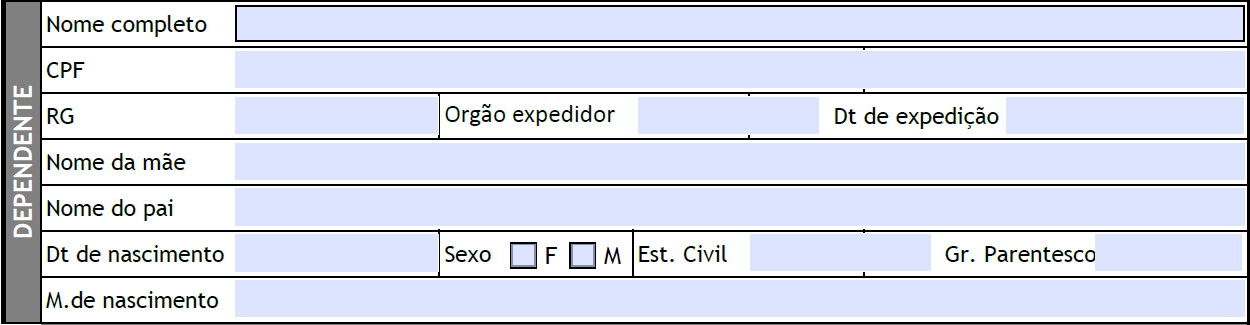 DEPENDENTE
Nome completo
CPF
RG Orgão expedidor Dt de expedição
Nome da mãe
Nome do pai
Dt de nascimento Sexo F M Est. Civil Gr. Parentesco
M.de nascimento